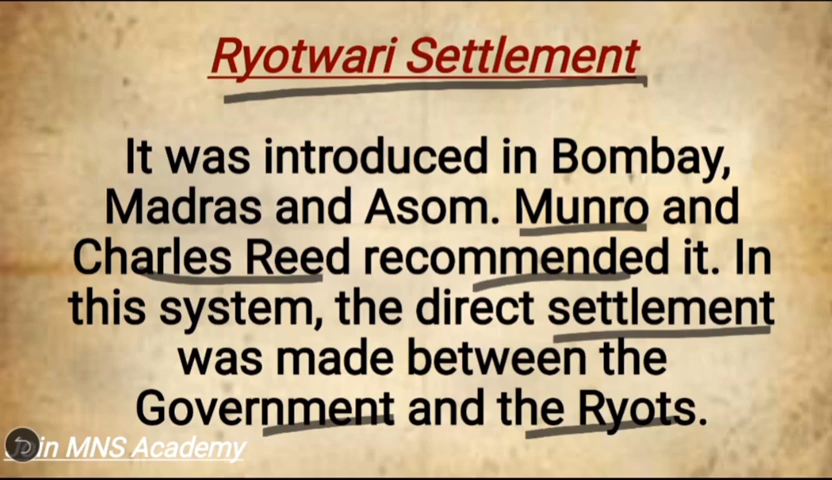 Ryotwari Settlement
It was introduced in Bombay,
Madras and Asom. Munro and
Charles Reed recommended it. In
this system, the direct settlement
was made between the
Government and the Ryots.
in MNS Academy